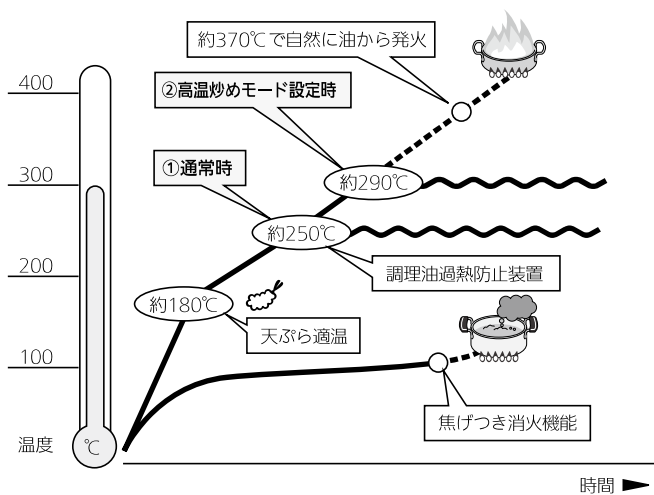 約370℃で自然に油から発火
②高温炒めモード設定時
400
約290℃
300
①通常時
約250℃
200
調理油過熱防止装置
約180℃
天ぷら適温
100
焦げつき消火機能
温度
℃
時間